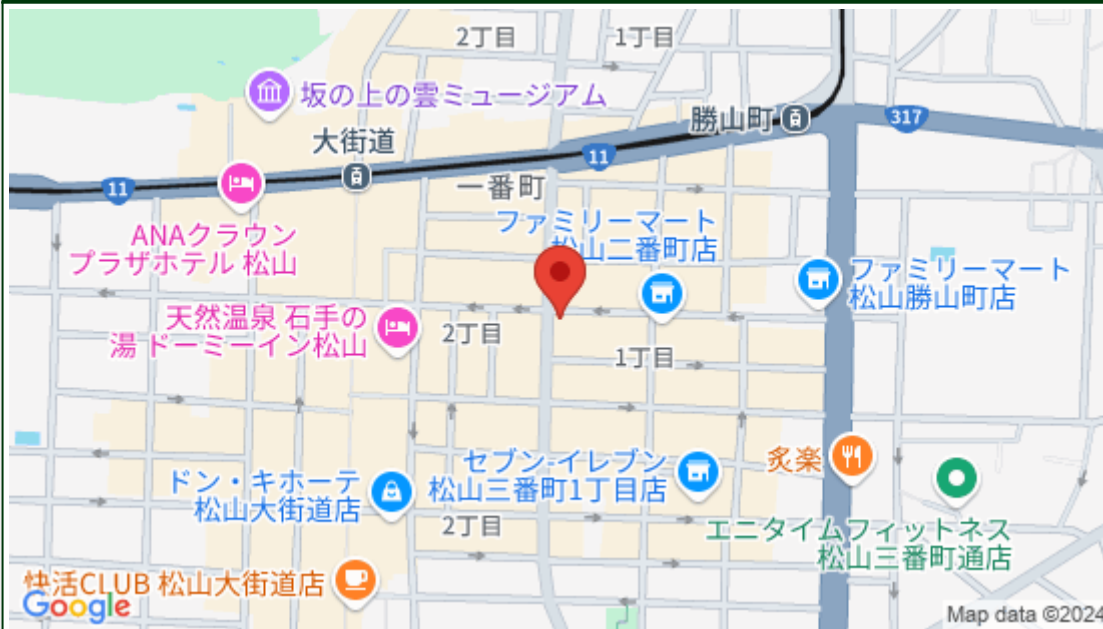 2丁目
1丁目
坂の上の雲ミュージアム
勝山町
317
大街道
11
11
一番町
ANAクラウン
プラザホテル 松山
ファミリーマート
松山二番町店
ファミリーマート
松山勝山町店
天然温泉 石手の
湯 ドーミーイン松山
2丁目
1丁目
ドン・キホーテ
松山大街道店
セブン-イレブン
松山三番町1丁目店
炙楽
2丁目
エニタイムフィットネス
松山三番町通店
快活CLUB 松山大街道店
Google
Map data ©2024